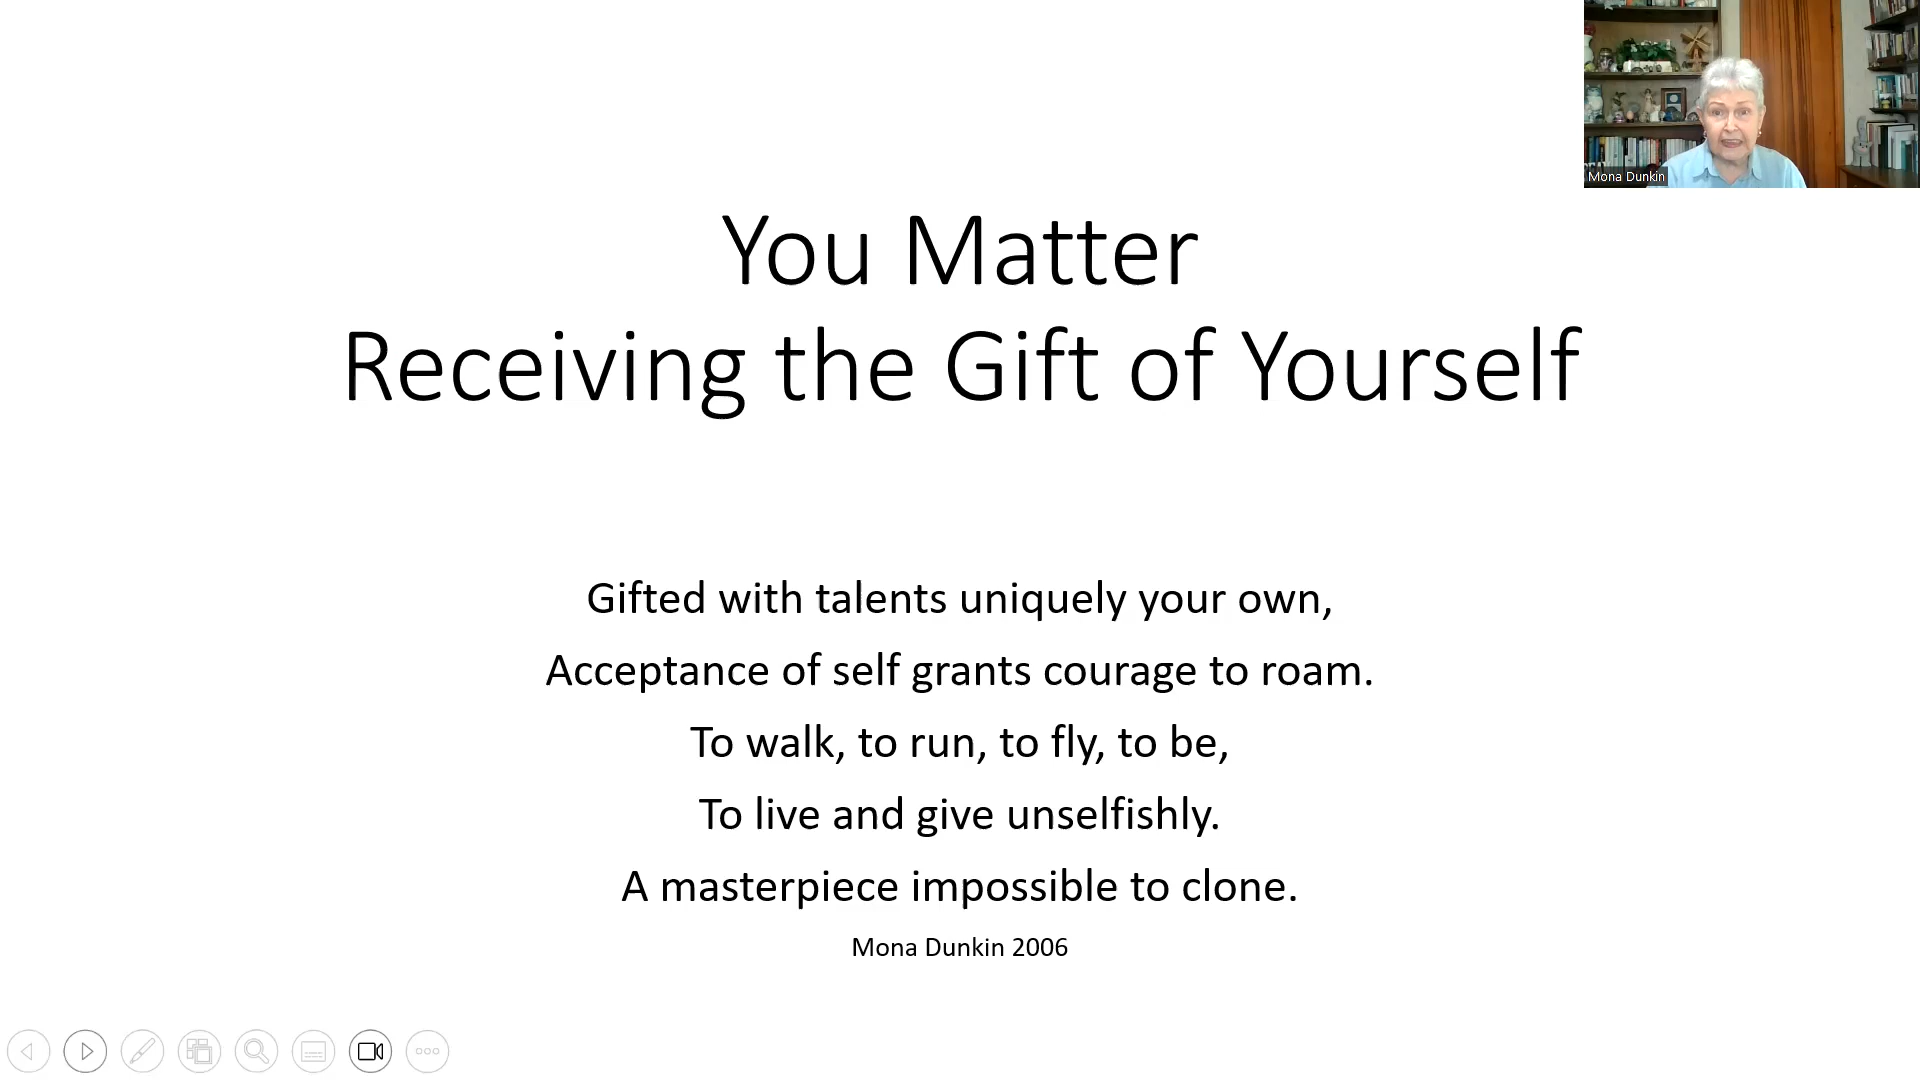 Mona Dunkin
You Matter
Receiving the Gift of Yourself
Gifted with talents uniquely your own,
Acceptance of self grants courage to roam.
To walk, to run, to fly, to be,
To live and give unselfishly.
A masterpiece impossible to clone.
Mona Dunkin 2006